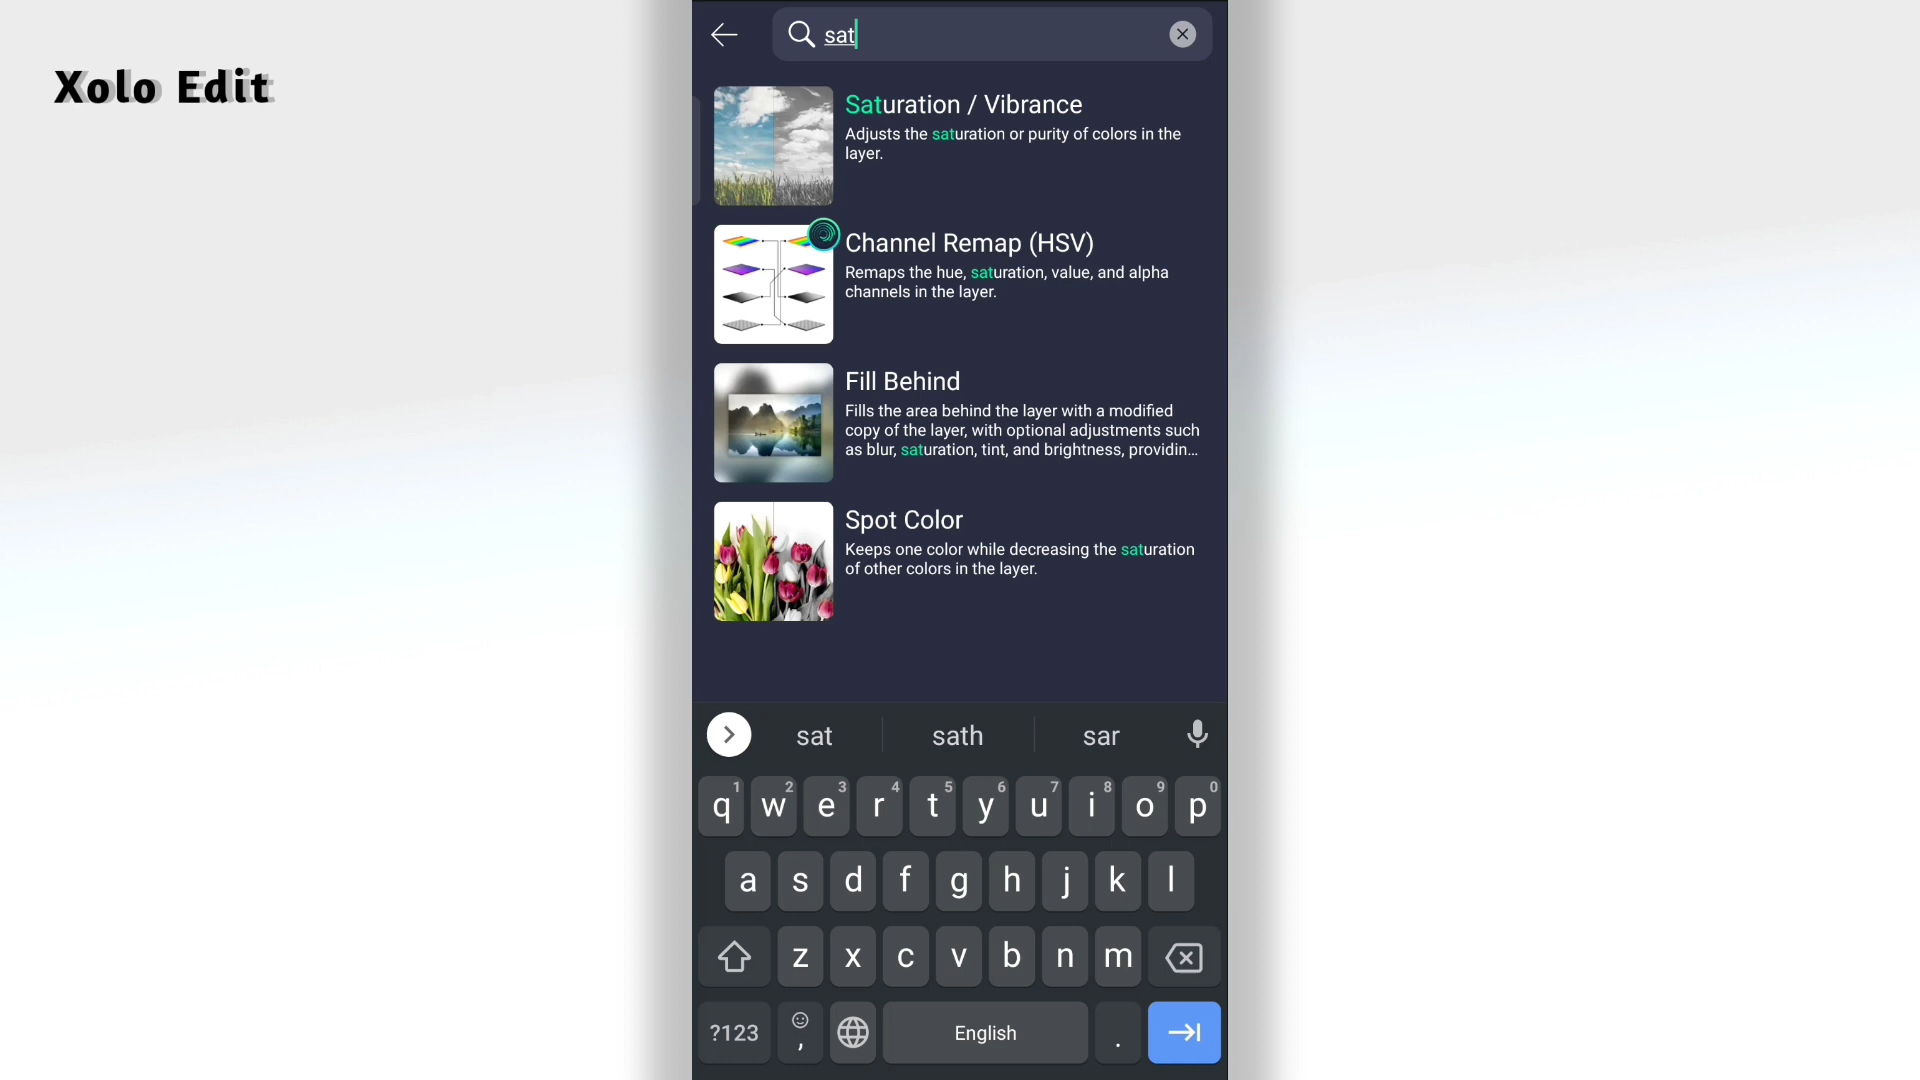 Xolo Edit
sat
Saturation / Vibrance
Adjusts the saturation or purity of colors in the
layer.
Channel Remap (HSV)
Remaps the hue, saturation, value, and alpha
channels in the layer.
Fill Behind
Fills the area behind the layer with a modified
copy of the layer, with optional adjustments such
as blur, saturation, tint, and brightness, providin...
Spot Color
Keeps one color while decreasing the saturation
of other colors in the layer.
sat sath sar
1 2 3 4 5 6 7 8 9 0
q w e r t y u i o p
a s d f g h j k l
z x c v b n m
?123 , English .